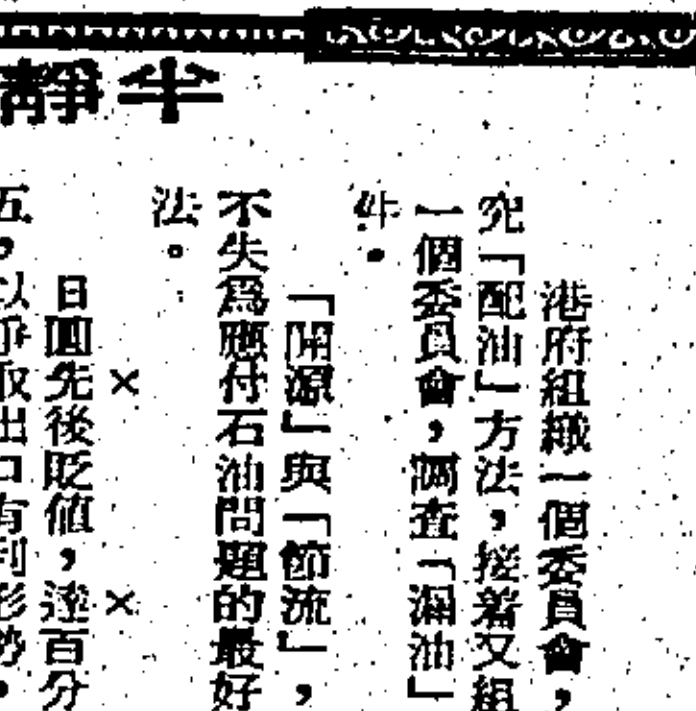 半靜
港府組織一個委員會，
究「配油」方法，接着又組
一個委員會，調查「漏油」
件。
「開源」與「節流」，
不失爲應付石油問題的最好
法。
× ×
日圓先後貶值，達百分
五，以爭取出口有利形勢，